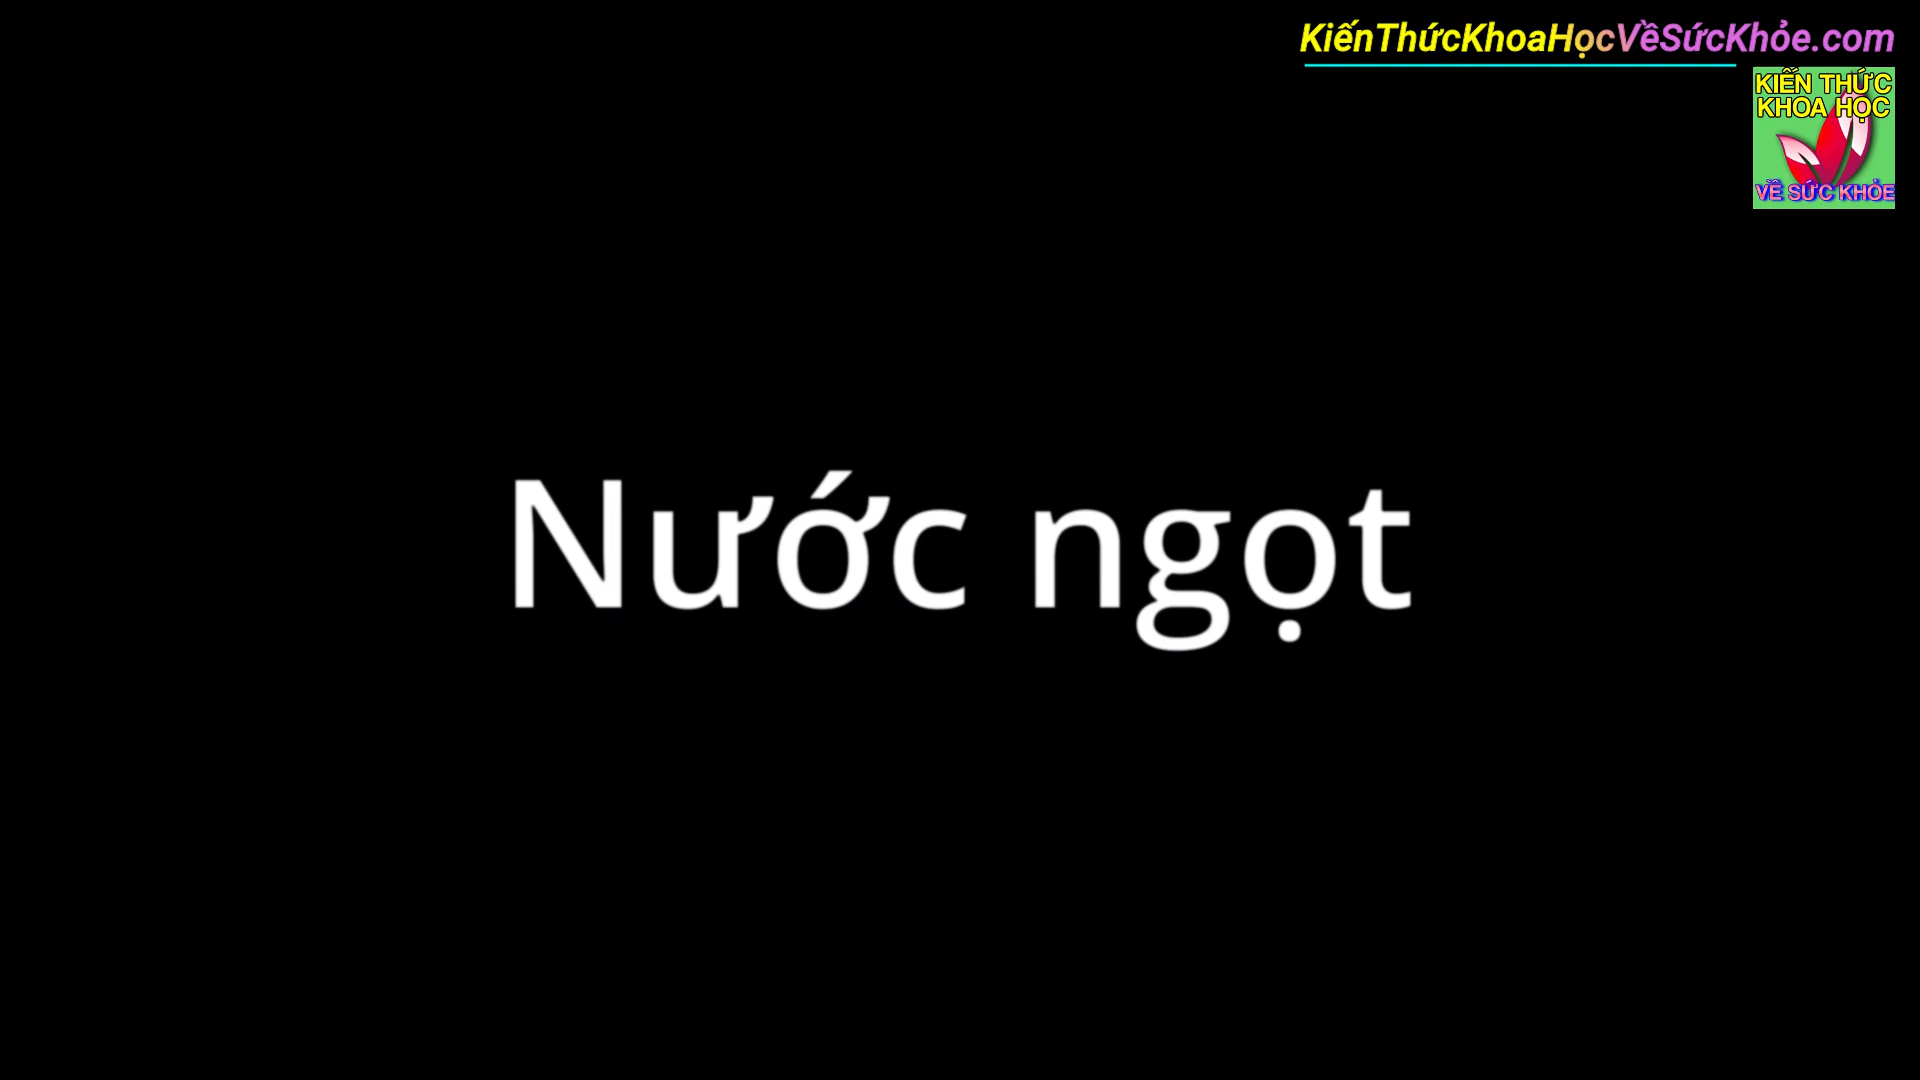 KiếnThứcKhoaHọcVềSứcKhỏe.com
KIẾN THỨC
KHOA HỌC
VỀ SỨC KHỎE
Nước ngọt